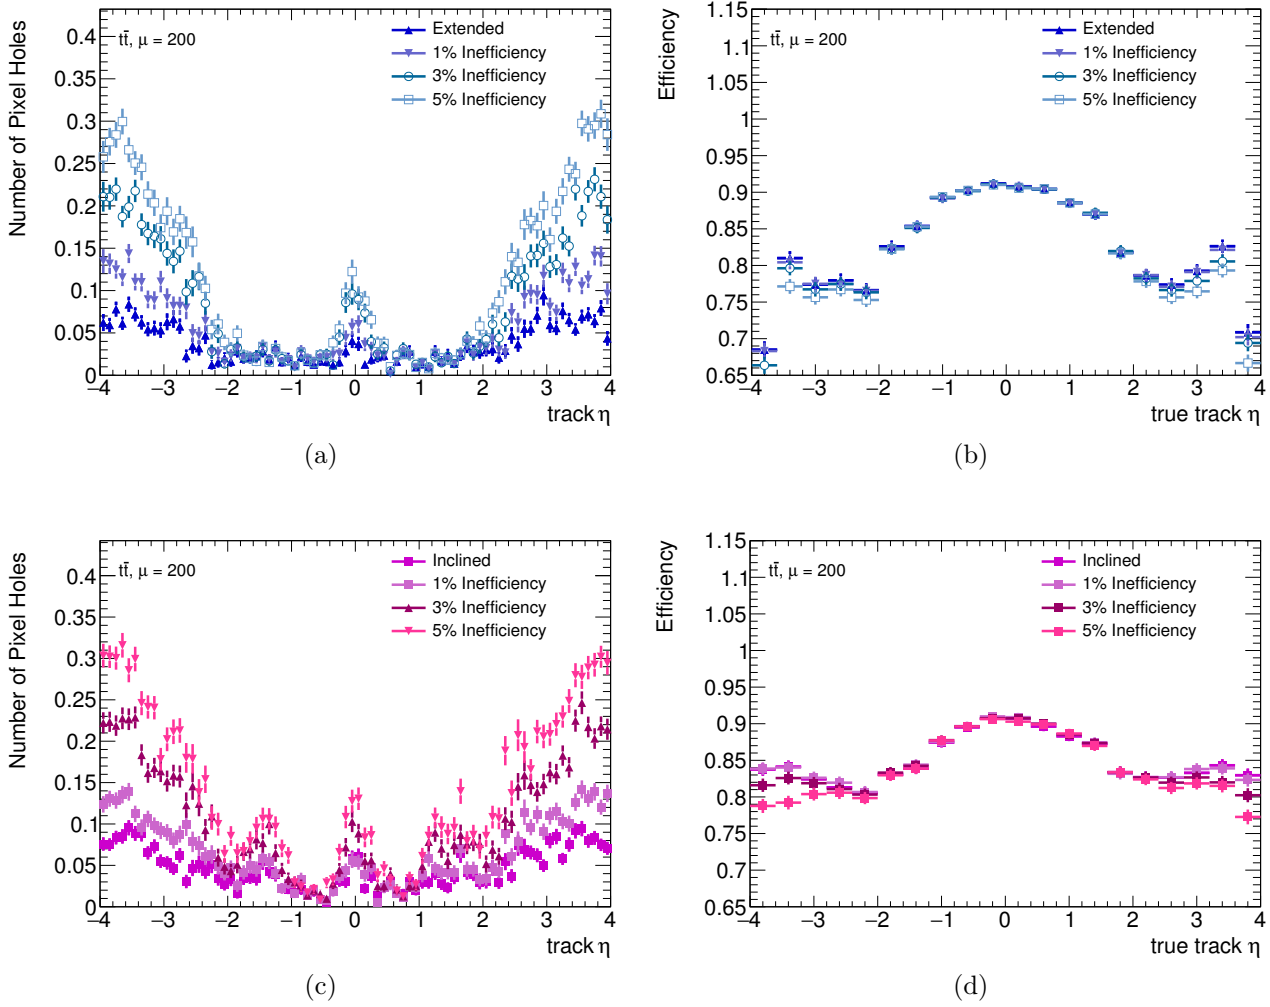 Number of Pixel Holes
0.4
0.35
0.3
0.25
0.2
0.15
0.1
0.05
0
tt̄, μ = 200
Extended
1% Inefficiency
3% Inefficiency
5% Inefficiency
−4 −3 −2 −1 0 1 2 3 4
track η
(a)
Efficiency
1.15
1.1
1.05
1
0.95
0.9
0.85
0.8
0.75
0.7
0.65
tt̄, μ = 200
Extended
1% Inefficiency
3% Inefficiency
5% Inefficiency
−4 −3 −2 −1 0 1 2 3 4
true track η
(b)
Number of Pixel Holes
0.4
0.35
0.3
0.25
0.2
0.15
0.1
0.05
0
tt̄, μ = 200
Inclined
1% Inefficiency
3% Inefficiency
5% Inefficiency
−4 −3 −2 −1 0 1 2 3 4
track η
(c)
Efficiency
1.15
1.1
1.05
1
0.95
0.9
0.85
0.8
0.75
0.7
0.65
tt̄, μ = 200
Inclined
1% Inefficiency
3% Inefficiency
5% Inefficiency
−4 −3 −2 −1 0 1 2 3 4
true track η
(d)